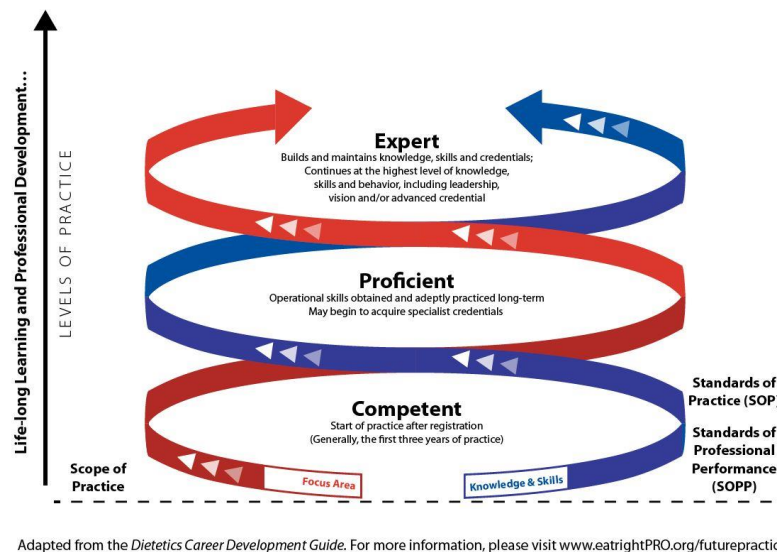 Life-long Learning and Professional Development...
LEVELS OF PRACTICE
Expert
Builds and maintains knowledge, skills and credentials;
Continues at the highest level of knowledge,
skills and behavior, including leadership,
vision and/or advanced credential
Proficient
Operational skills obtained and adeptly practiced long-term
May begin to acquire specialist credentials
Competent
Start of practice after registration
(Generally, the first three years of practice)
Standards of
Practice (SOP)
Standards of
Professional
Performance
(SOPP)
Scope of
Practice
Focus Area
Knowledge & Skills
Adapted from the Dietetics Career Development Guide. For more information, please visit www.eatrightPRO.org/futurepractic